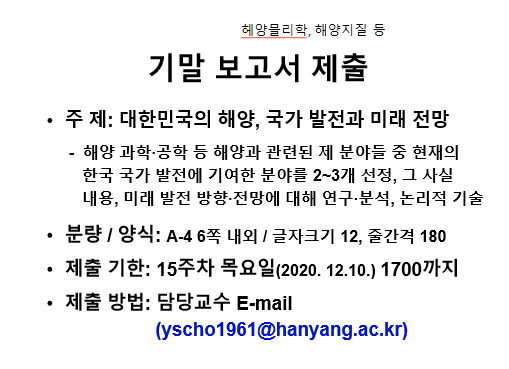 헤양믈리학, 해양지질 등
기말 보고서 제출
• 주 제: 대한민국의 해양, 국가 발전과 미래 전망
- 해양 과학·공학 등 해양과 관련된 제 분야들 중 현재의
한국 국가 발전에 기여한 분야를 2~3개 선정, 그 사실
내용, 미래 발전 방향·전망에 대해 연구·분석, 논리적 기술
• 분량 / 양식: A-4 6쪽 내외 / 글자크기 12, 줄간격 180
• 제출 기한: 15주차 목요일(2020. 12.10.) 1700까지
• 제출 방법: 담당교수 E-mail
(yscho1961@hanyang.ac.kr)